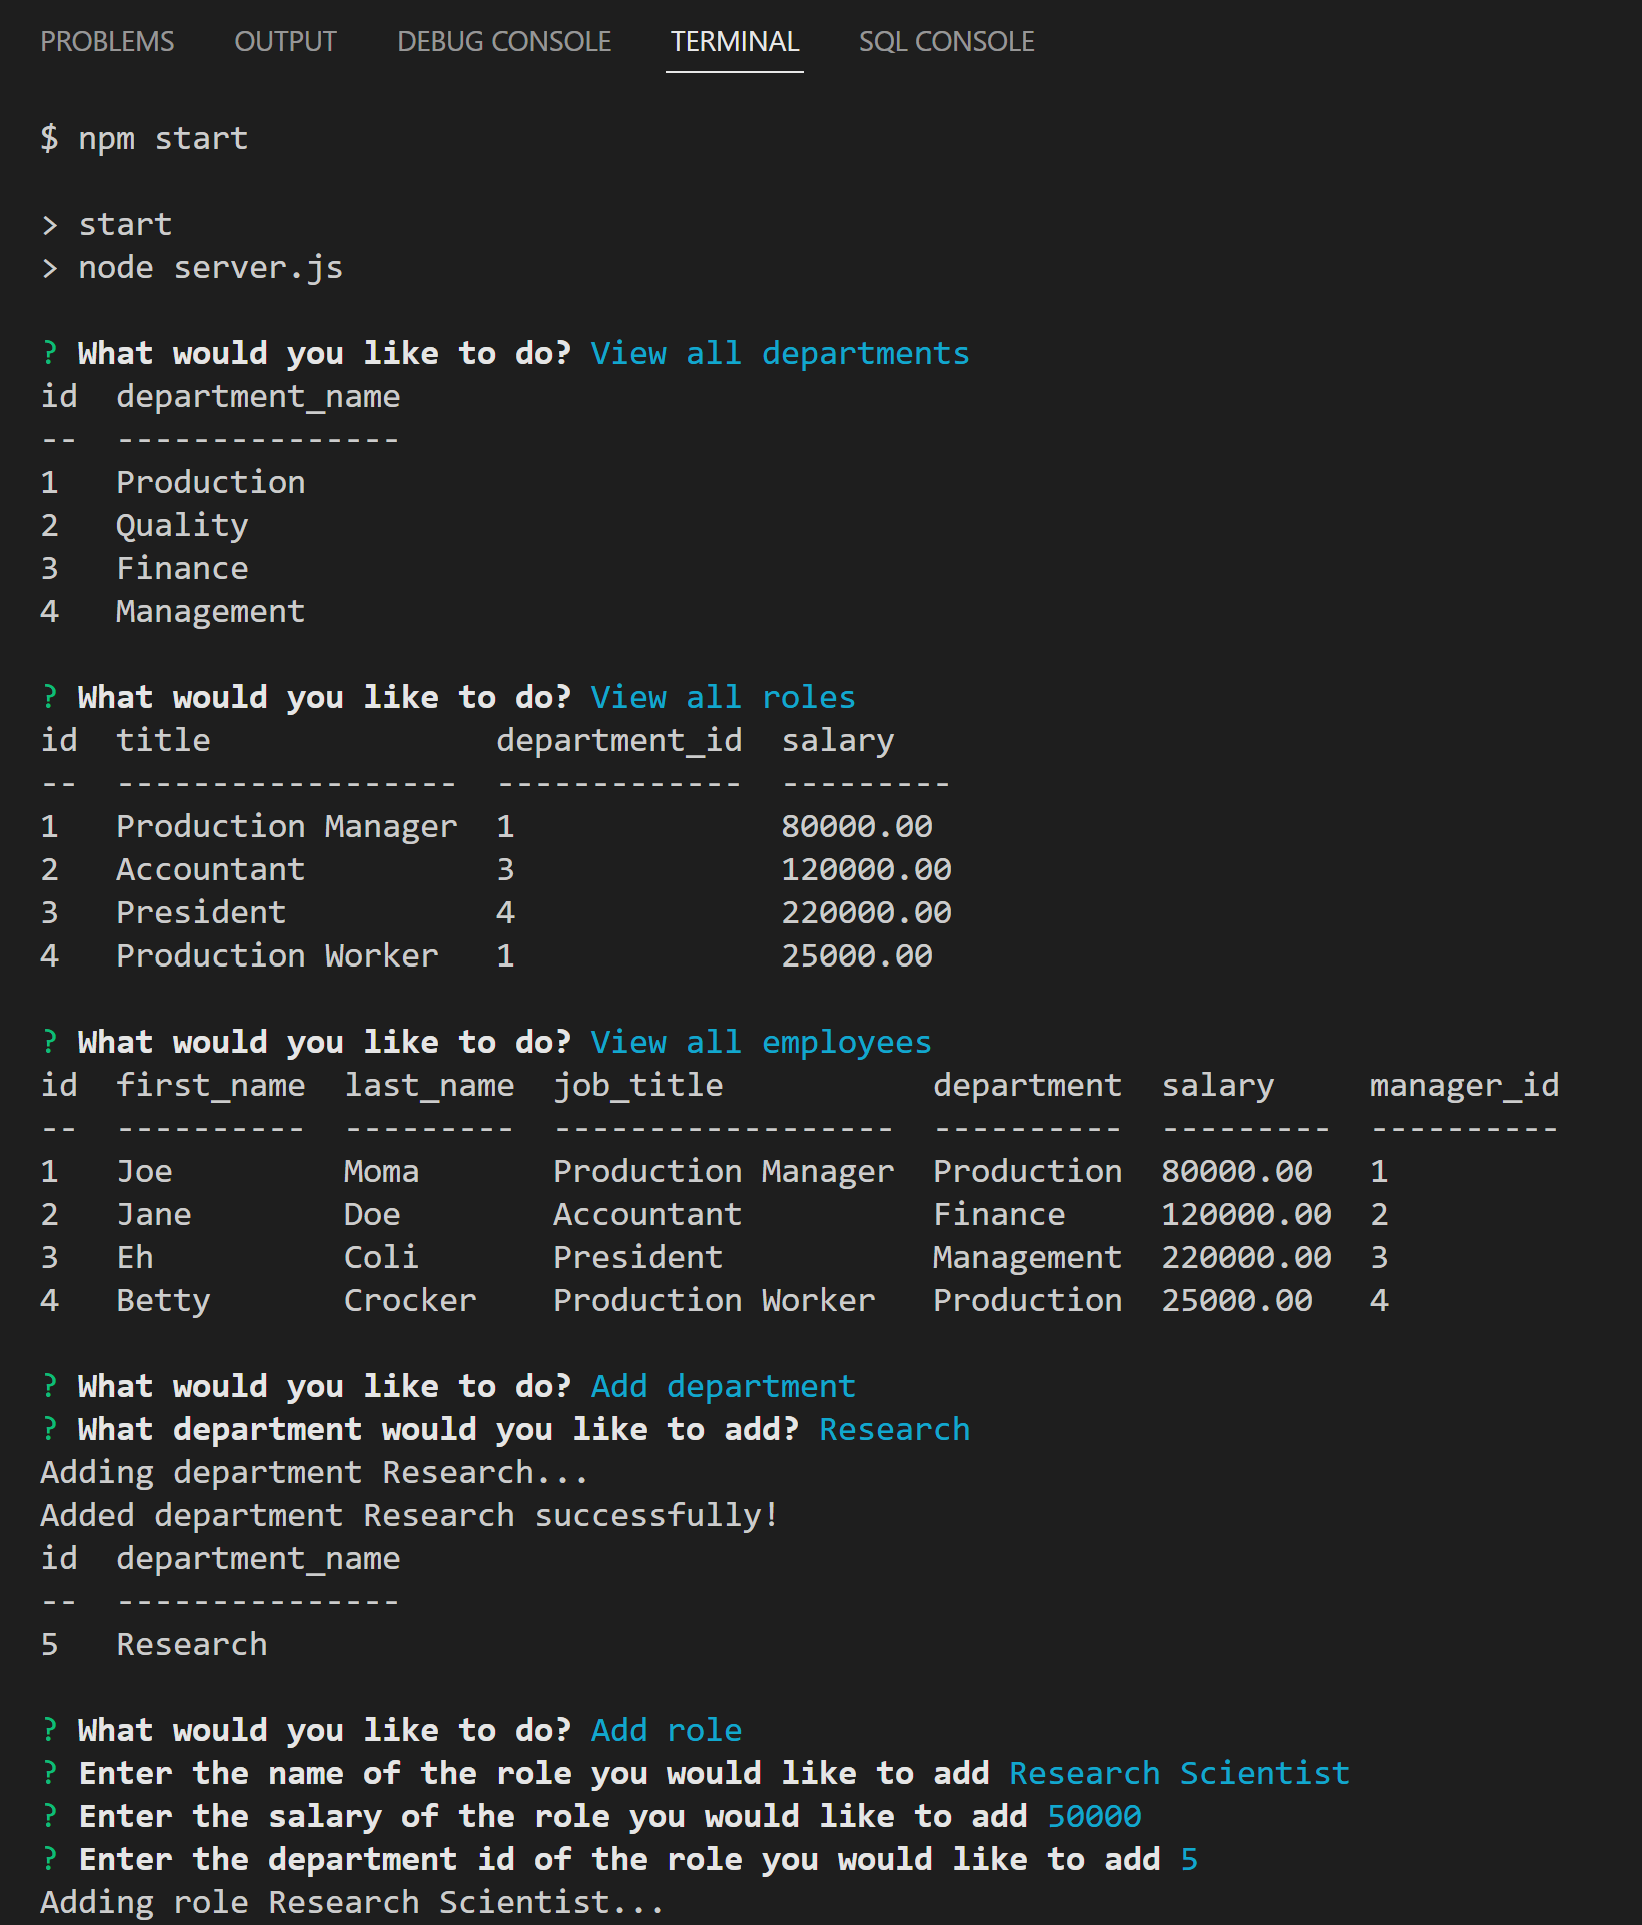 PROBLEMS OUTPUT DEBUG CONSOLE TERMINAL SQL CONSOLE
$ npm start
> start
> node server.js
? What would you like to do? View all departments
id  department_name
--  ---------------
1   Production
2   Quality
3   Finance
4   Management
? What would you like to do? View all roles
id  title               department_id  salary
--  ------------------  -------------  ---------
1   Production Manager  1              80000.00
2   Accountant          3              120000.00
3   President           4              220000.00
4   Production Worker   1              25000.00
? What would you like to do? View all employees
id  first_name  last_name  job_title           department  salary     manager_id
--  ----------  ---------  ------------------  ----------  ---------  ----------
1   Joe         Moma       Production Manager  Production  80000.00   1
2   Jane        Doe        Accountant          Finance     120000.00  2
3   Eh          Coli       President           Management  220000.00  3
4   Betty       Crocker    Production Worker   Production  25000.00   4
? What would you like to do? Add department
? What department would you like to add? Research
Adding department Research...
Added department Research successfully!
id  department_name
--  ---------------
5   Research
? What would you like to do? Add role
? Enter the name of the role you would like to add Research Scientist
? Enter the salary of the role you would like to add 50000
? Enter the department id of the role you would like to add 5
Adding role Research Scientist...